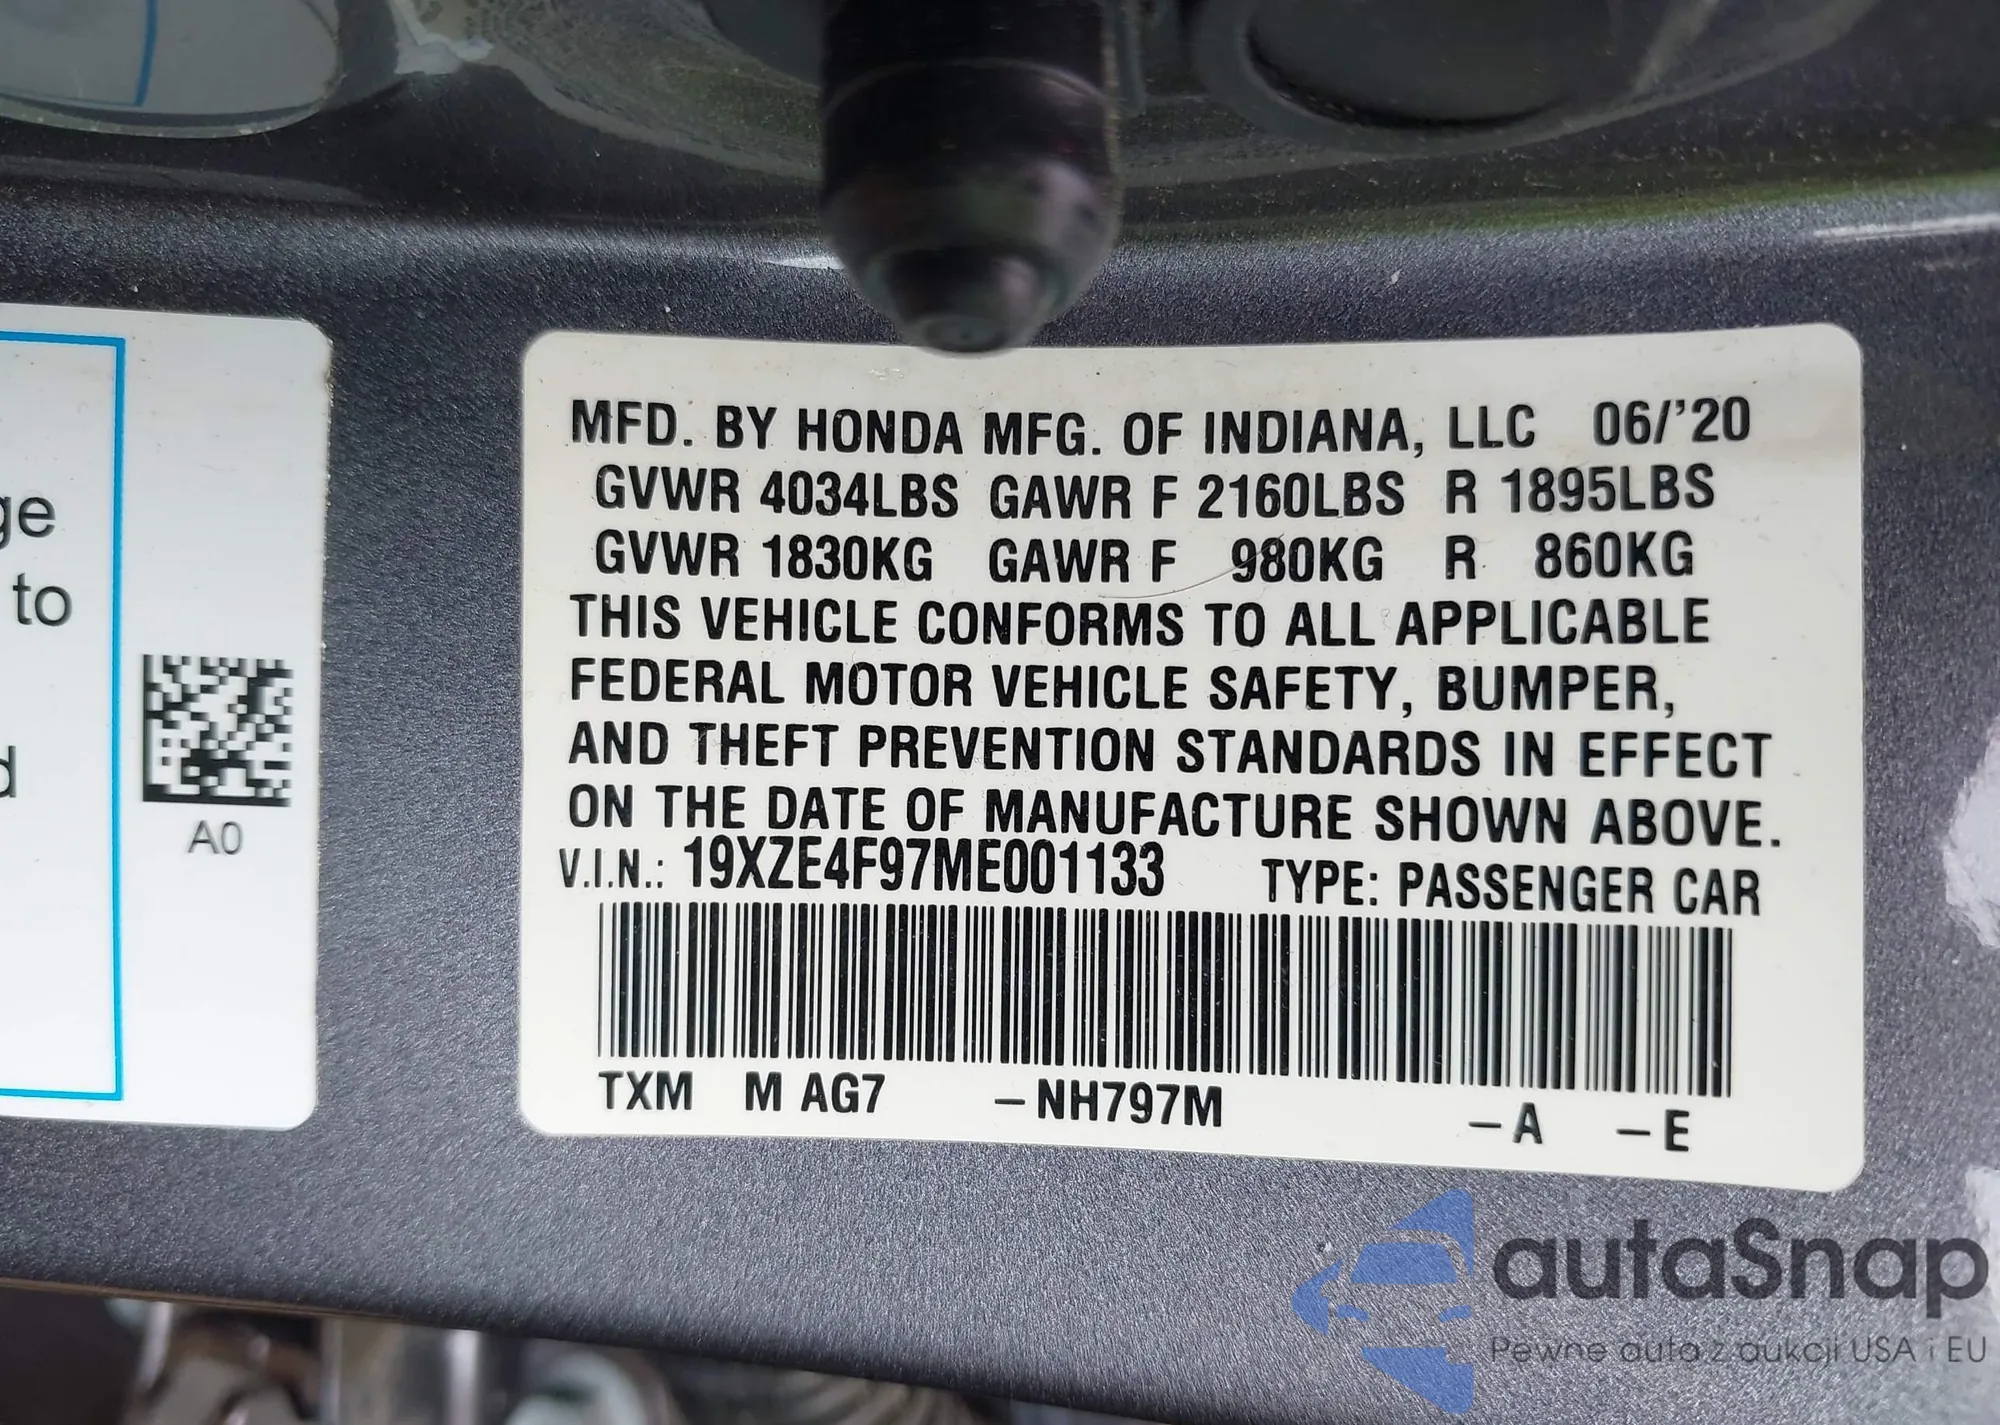 ge
to
d
A0
MFD. BY HONDA MFG. OF INDIANA, LLC 06/'20
GVWR 4034LBS GAWR F 2160LBS R 1895LBS
GVWR 1830KG GAWR F 980KG R 860KG
THIS VEHICLE CONFORMS TO ALL APPLICABLE
FEDERAL MOTOR VEHICLE SAFETY, BUMPER,
AND THEFT PREVENTION STANDARDS IN EFFECT
ON THE DATE OF MANUFACTURE SHOWN ABOVE.
V.I.N.: 19XZE4F97ME001133 TYPE: PASSENGER CAR
TXM M AG7 -NH797M -A -E
autaSnap
Pewne auta z aukcji USA i EU